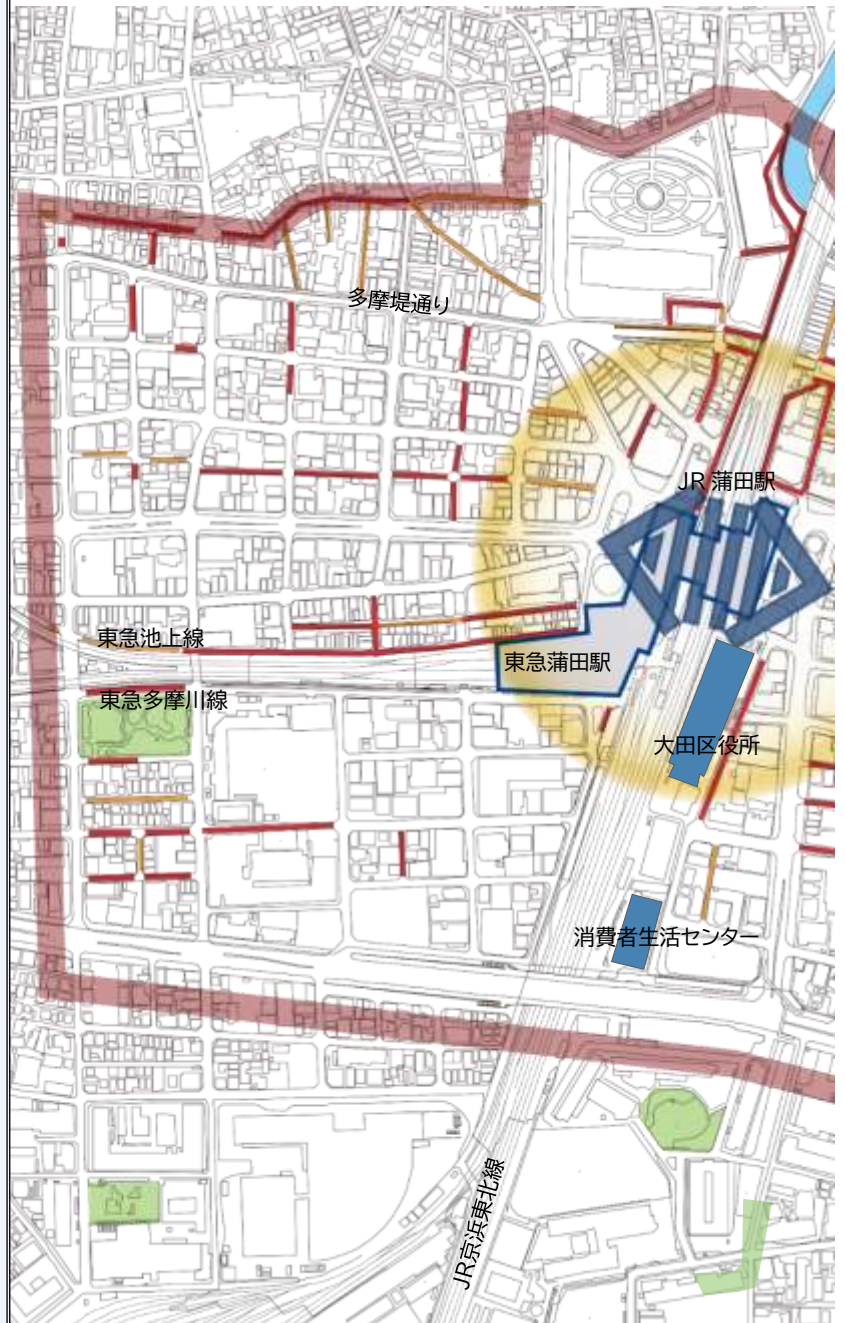 多摩堤通り
JR 蒲田駅
東急池上線
東急蒲田駅
東急多摩川線
大田区役所
消費者生活センター
JR京浜東北線